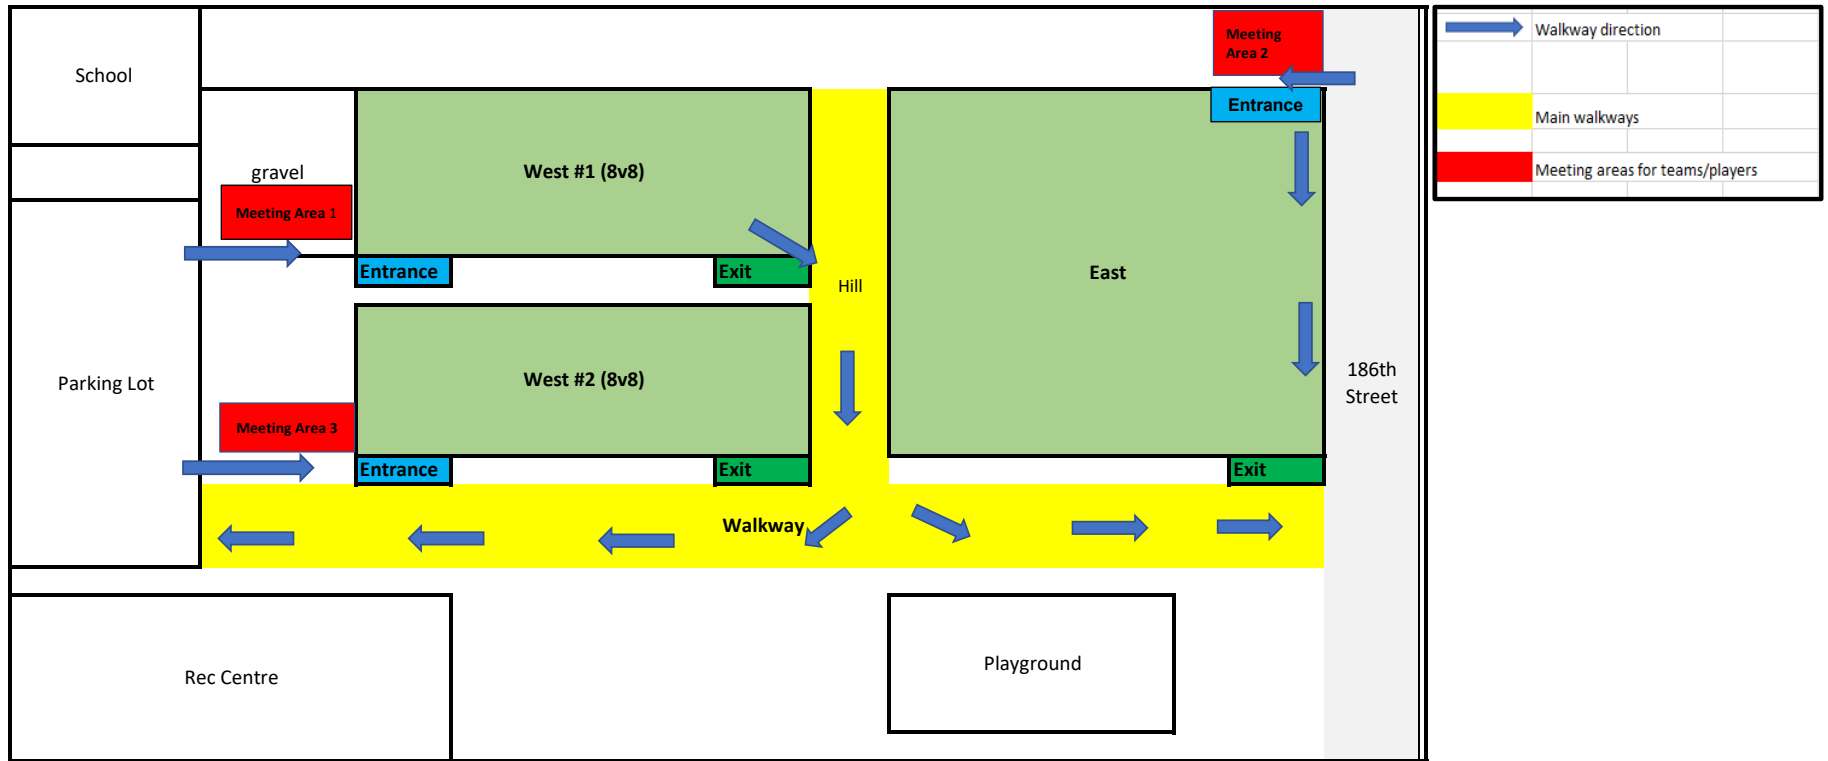 School
gravel
Meeting Area 1
Entrance
West #1 (8v8)
Exit
Hill
Meeting
Area 2
Entrance
East
186th
Street
Parking Lot
Meeting Area 3
Entrance
West #2 (8v8)
Exit
Exit
Walkway
Rec Centre
Playground
Walkway direction
Main walkways
Meeting areas for teams/players